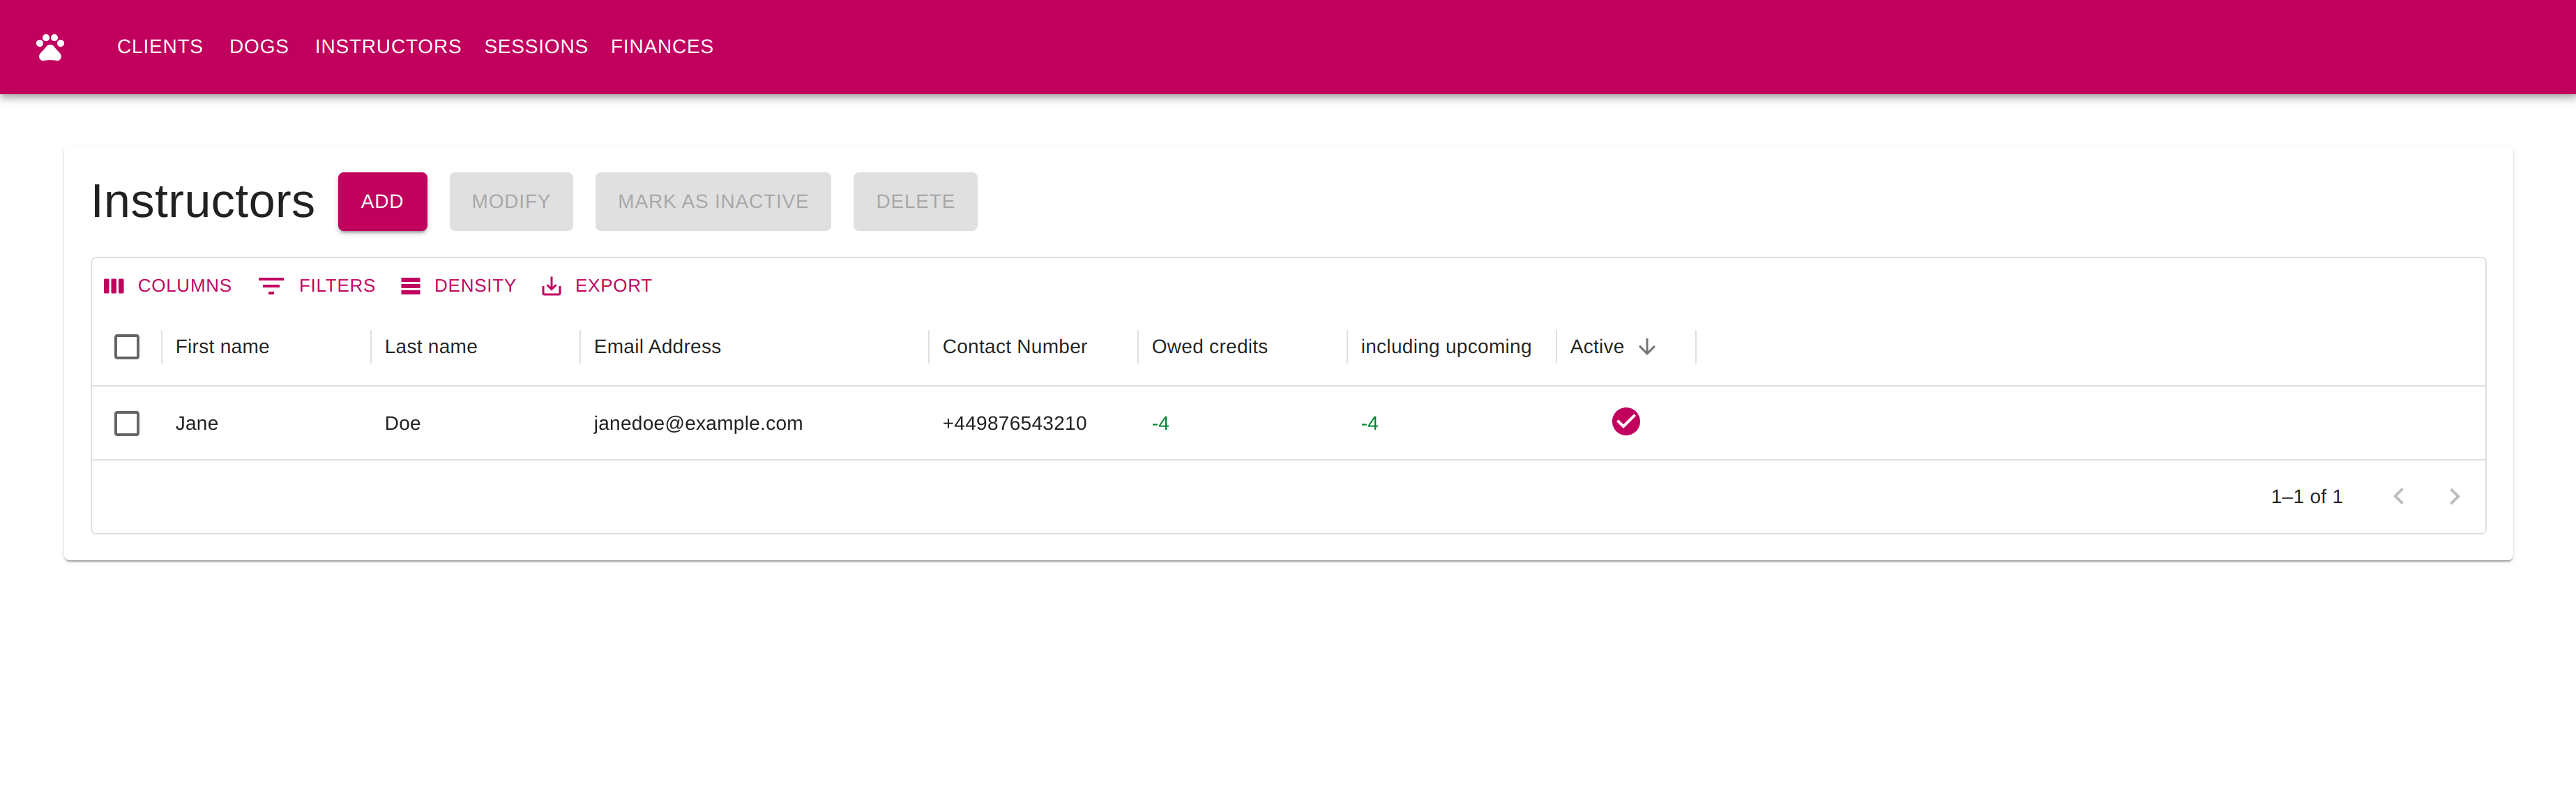 CLIENTS DOGS INSTRUCTORS SESSIONS FINANCES
Instructors ADD MODIFY MARK AS INACTIVE DELETE
COLUMNS FILTERS DENSITY EXPORT
First name Last name Email Address Contact Number Owed credits including upcoming Active
Jane Doe janedoe@example.com +449876543210 -4 -4
1–1 of 1